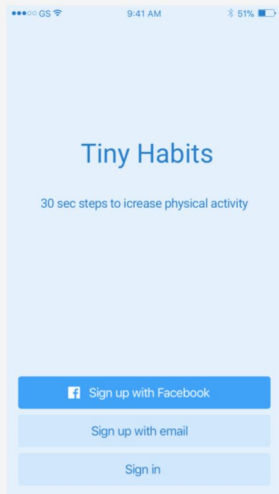 GS 9:41 AM 51%
Tiny Habits
30 sec steps to icrease physical activity
Sign up with Facebook
Sign up with email
Sign in